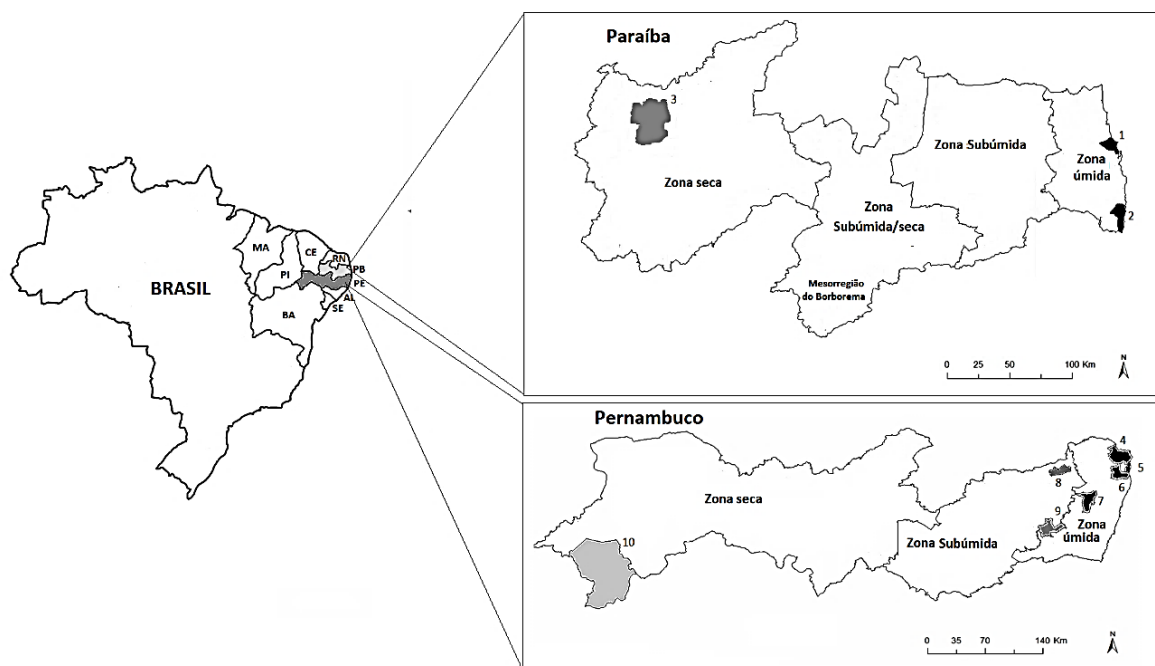 BRASIL
MA
PI
CE
RN
PB
PE
AL
SE
BA
Paraíba
3
Zona seca
Zona
Subúmida/seca
Mesorregião
do Borborema
Zona Subúmida
Zona
úmida
1
2
0 25 50 100 Km
N
Pernambuco
Zona seca
10
Zona Subúmida
Zona
úmida
4
5
6
7
8
9
0 35 70 140 Km
N